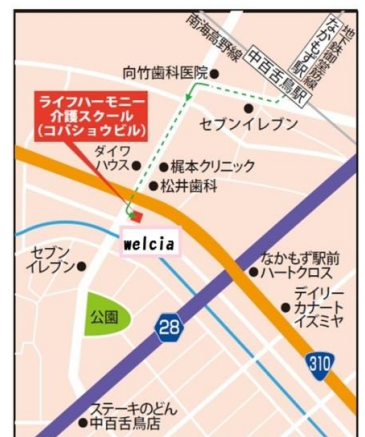 南海高野線
中百舌鳥駅
地下鉄御堂筋線
なかもず駅
向竹歯科医院
セブンイレブン
ライフハーモニー
介護スクール
(コバショウビル)
ダイワ
ハウス
梶本クリニック
松井歯科
welcia
セブン
イレブン
なかもず駅前
ハートクロス
デイリー
カナート
イズミヤ
公園
28
310
ステーキのどん
中百舌鳥店